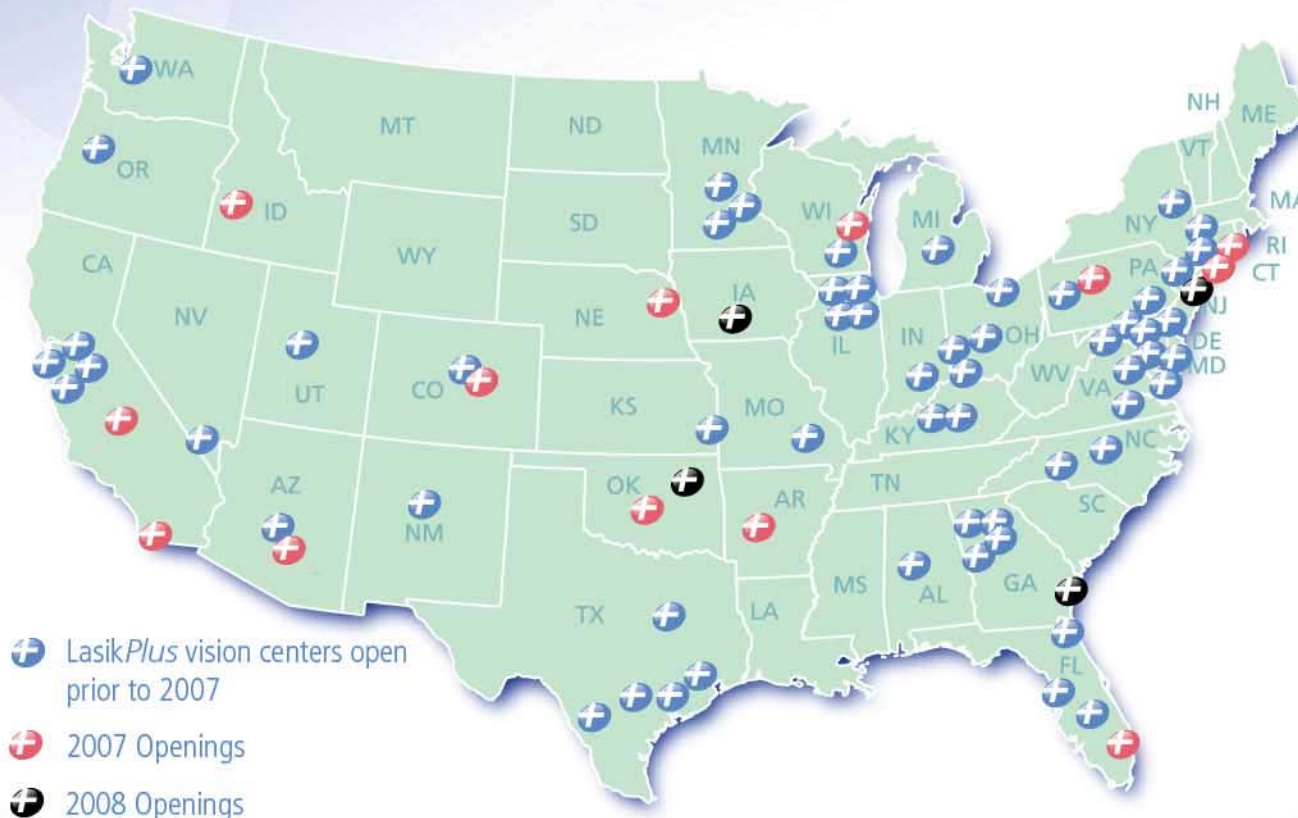 WA
MT
ND
MN
OR
ID
SD
WI
MI
NH
ME
VT
NY
MA
RI
CT
WY
CA
NV
UT
CO
NE
IA
IL
IN
OH
PA
NJ
DE
MD
WV
VA
KS
MO
KY
NC
AZ
NM
OK
AR
TN
SC
TX
LA
MS
AL
GA
FL
LasikPlus vision centers open
prior to 2007
2007 Openings
2008 Openings